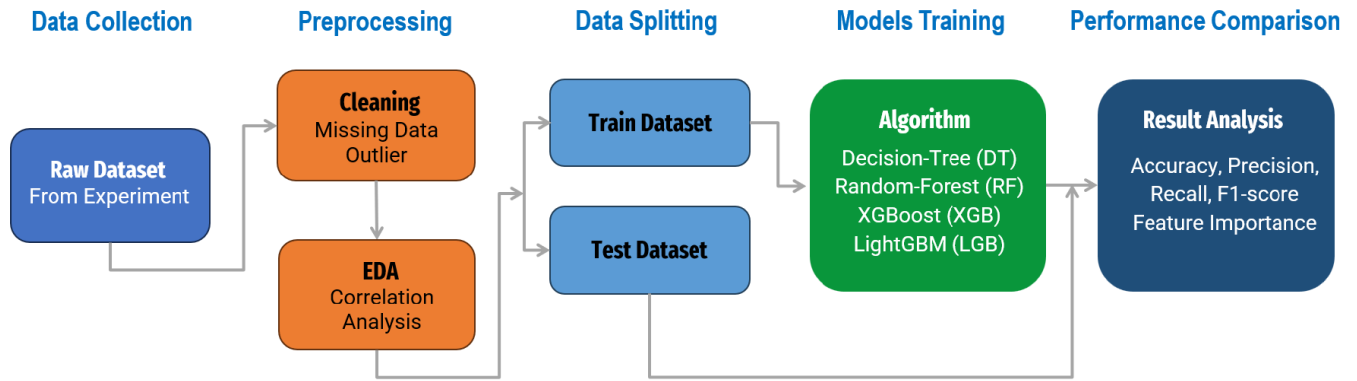 Data Collection
Preprocessing
Data Splitting
Models Training
Performance Comparison
Raw Dataset
From Experiment
Cleaning
Missing Data
Outlier
EDA
Correlation
Analysis
Train Dataset
Test Dataset
Algorithm
Decision-Tree (DT)
Random-Forest (RF)
XGBoost (XGB)
LightGBM (LGB)
Result Analysis
Accuracy, Precision,
Recall, F1-score
Feature Importance